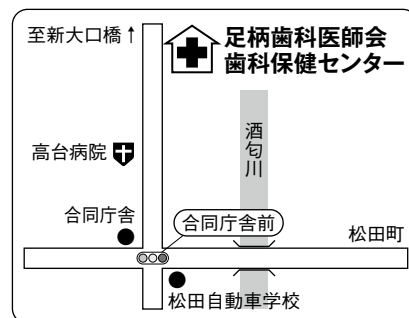 至新大口橋↑
足柄歯科医師会
歯科保健センター
高台病院
酒匂川
合同庁舎
合同庁舎前
松田町
松田自動車学校